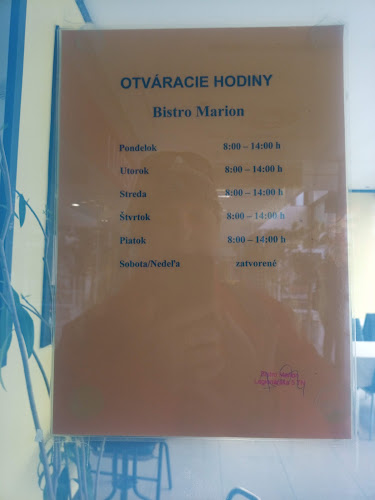 OTVÁRACIE HODINY
Bistro Marion
Pondelok 8:00 – 14:00 h
Utorok 8:00 – 14:00 h
Streda 8:00 – 14:00 h
Štvrtok 8:00 – 14:00 h
Piatok 8:00 – 14:00 h
Sobota/Nedeľa zatvorené